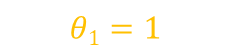 θ₁ = 1